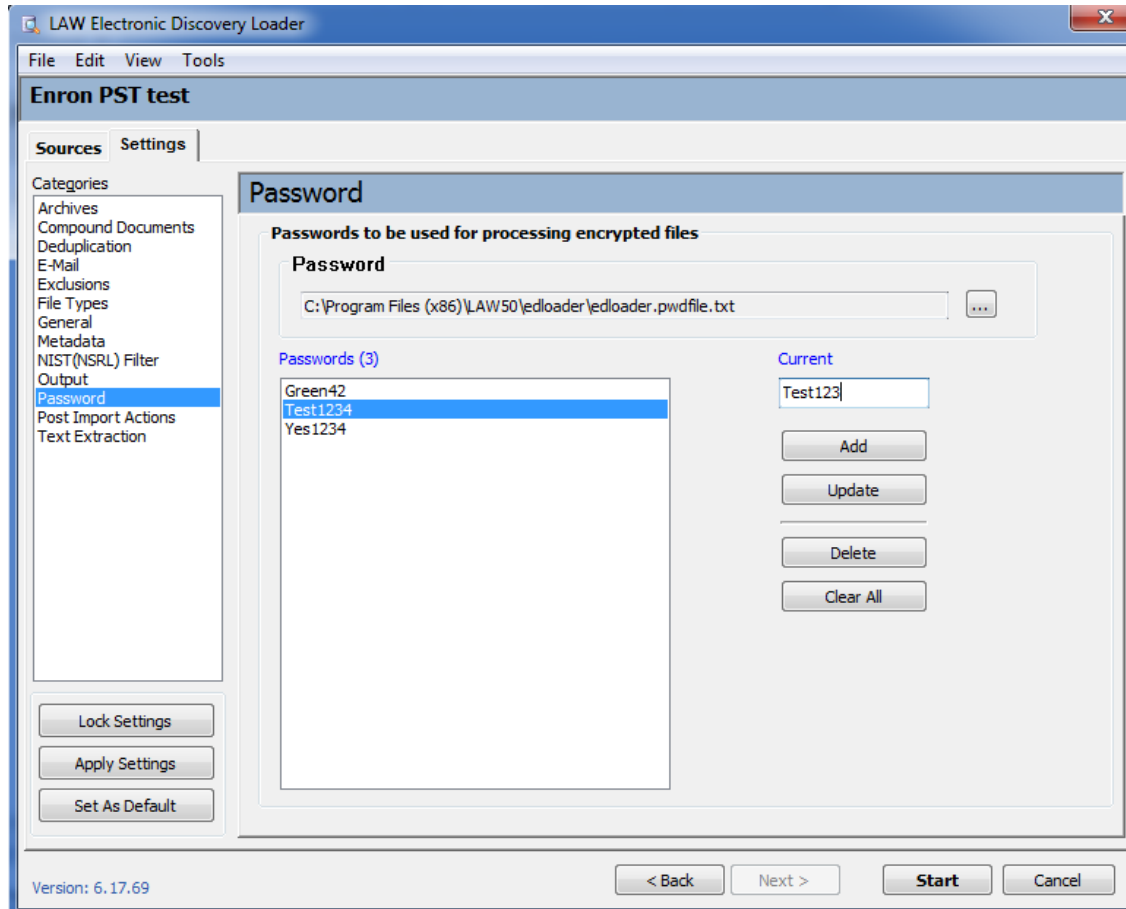 LAW Electronic Discovery Loader
x
File Edit View Tools
Enron PST test
Sources Settings
Categories
Archives
Compound Documents
Deduplication
E-Mail
Exclusions
File Types
General
Metadata
NIST(NSRL) Filter
Output
Password
Post Import Actions
Text Extraction
Lock Settings
Apply Settings
Set As Default
Password
Passwords to be used for processing encrypted files
Password
C:\Program Files (x86)\LAW50\edloader\edloader.pwdfile.txt
...
Passwords (3)
Green42
Test1234
Yes1234
Current
Test123
Add
Update
Delete
Clear All
Version: 6.17.69
< Back Next > Start Cancel